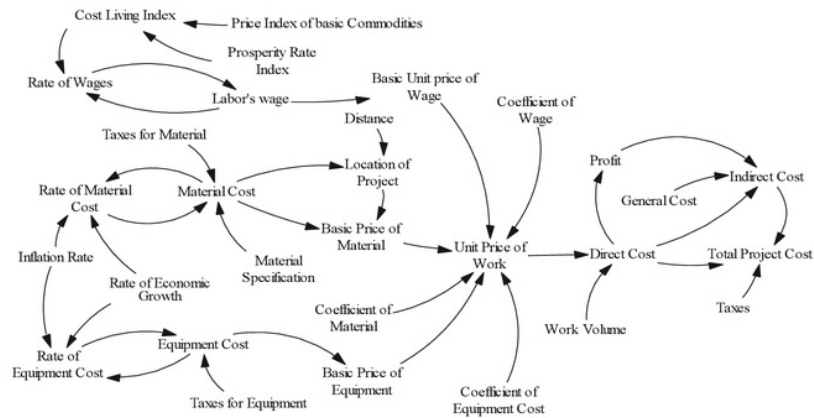 Cost Living Index
Price Index of basic Commodities
Prosperity Rate
Index
Rate of Wages
Labor's wage
Basic Unit price of
Wage
Coefficient of
Wage
Distance
Taxes for Material
Location of
Project
Profit
Rate of Material
Cost
Material Cost
Indirect Cost
General Cost
Basic Price of
Material
Unit Price of
Work
Direct Cost
Total Project Cost
Inflation Rate
Material
Specification
Rate of Economic
Growth
Taxes
Coefficient of
Material
Work Volume
Rate of
Equipment Cost
Equipment Cost
Basic Price of
Equipment
Taxes for Equipment
Coefficient of
Equipment Cost